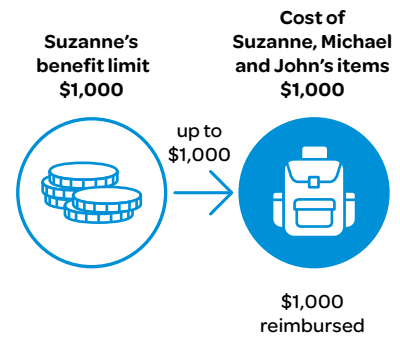 Suzanne's
benefit limit
$1,000
up to
$1,000
Cost of
Suzanne, Michael
and John's items
$1,000
$1,000
reimbursed